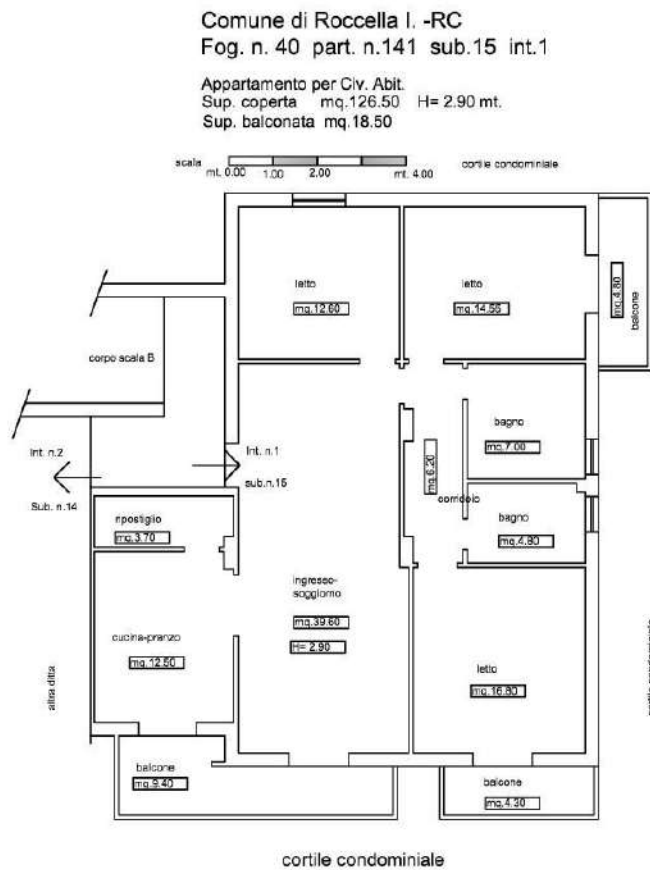 Comune di Roccella I. -RC
Fog. n. 40 part. n.141 sub.15 int.1
Appartamento per Civ. Abit.
Sup. coperta mq.126.50 H= 2.90 mt.
Sup. balconata mq.18.50
scala
mt. 0.00 1.00 2.00 mt. 4.00
cortile condominiale
letto
mq.12.60
letto
mq.14.56
mq.4.80
balcone
corpo scala B
bagno
mq.7.00
Int. n.2
Int. n.1
mq.6.20
corridoio
Sub. n.14
sub.n.15
ripostiglio
mq.3.70
bagno
mq.4.80
ingresso-
soggiorno
mq.39.60
H= 2.90
cucina-pranzo
mq.12.50
letto
mq.16.80
altra ditta
cortile condominiale
balcone
mq.9.40
balcone
mq.4.30
cortile condominiale